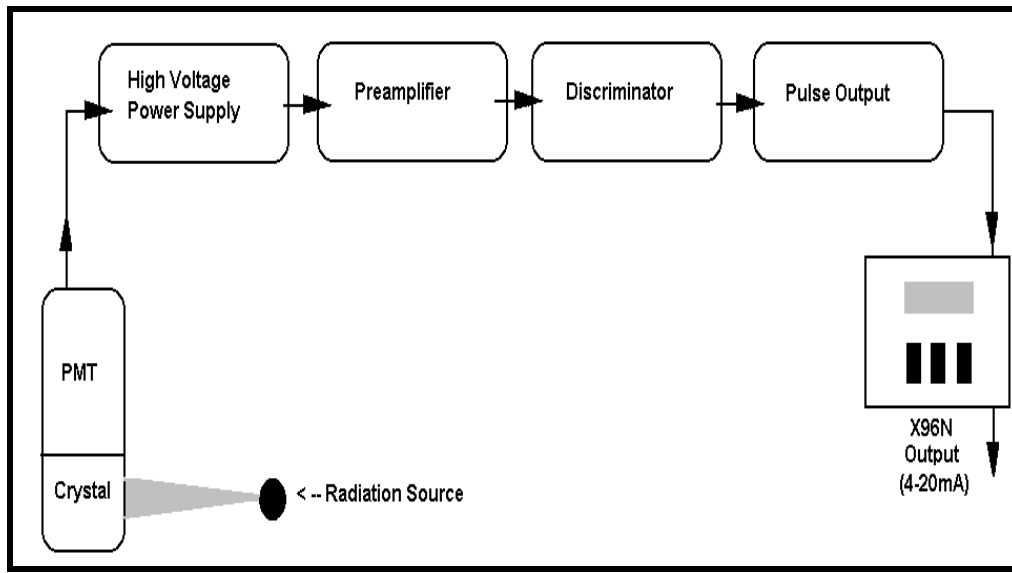 High Voltage
Power Supply
Preamplifier
Discriminator
Pulse Output
PMT
Crystal
< -- Radiation Source
X96N
Output
(4-20mA)